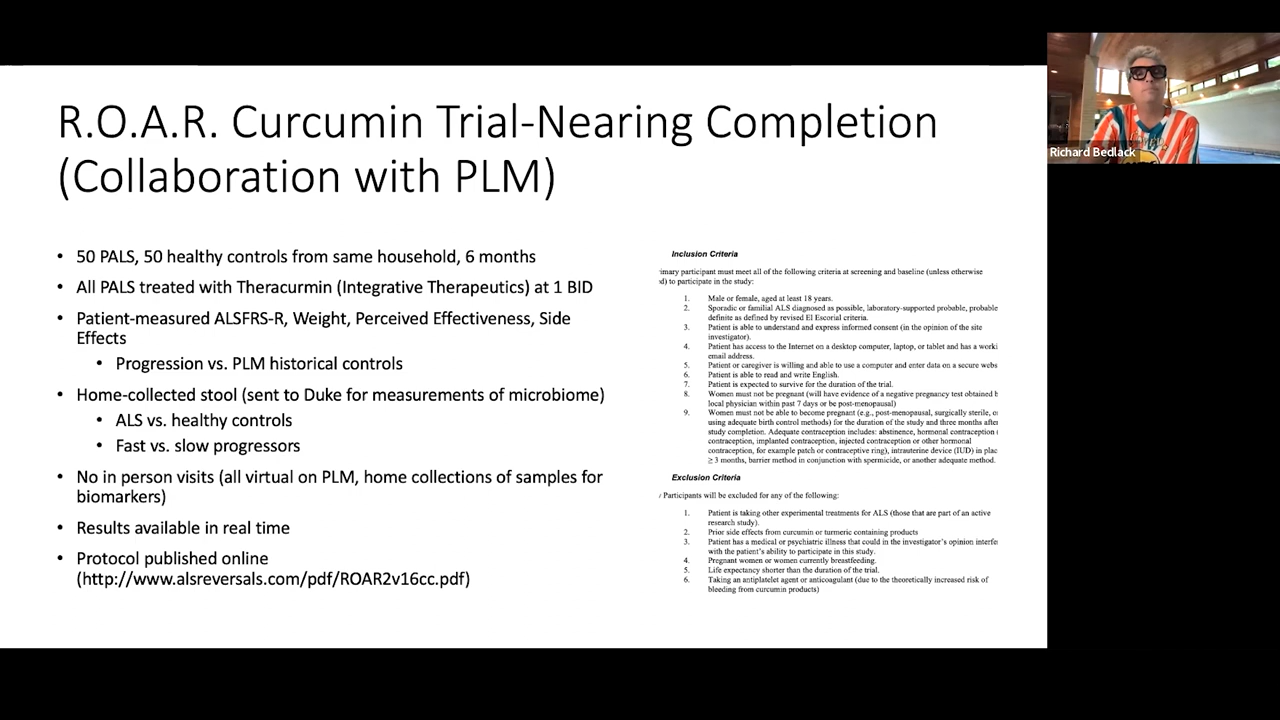 R.O.A.R. Curcumin Trial-Nearing Completion
(Collaboration with PLM)
Richard Bedlack
• 50 PALS, 50 healthy controls from same household, 6 months
• All PALS treated with Theracurmin (Integrative Therapeutics) at 1 BID
• Patient-measured ALSFRS-R, Weight, Perceived Effectiveness, Side
Effects
• Progression vs. PLM historical controls
• Home-collected stool (sent to Duke for measurements of microbiome)
• ALS vs. healthy controls
• Fast vs. slow progressors
• No in person visits (all virtual on PLM, home collections of samples for
biomarkers)
• Results available in real time
• Protocol published online
(http://www.alsreversals.com/pdf/ROAR2v16cc.pdf)
Inclusion Criteria
participant must meet all of the following criteria at screening and baseline (unless otherwise
to participate in the study:
1. Male or female, aged at least 18 years.
2. Sporadic or familial ALS diagnosed as possible, laboratory-supported probable, probable
definite as defined by revised El Escorial criteria.
3. Patient is able to understand and express informed consent (in the opinion of the site
investigator).
4. Patient has access to the Internet on a desktop computer, laptop, or tablet and has a worki
email address.
5. Patient or caregiver is willing and able to use a computer and enter data on a secure webs
6. Patient is able to read and write English.
7. Patient is expected to survive for the duration of the trial.
8. Women must not be pregnant (will have evidence of a negative pregnancy test obtained
local physician within past 7 days or be post-menopausal)
9. Women must not be able to become pregnant (e.g., post-menopausal, surgically sterile,
using adequate birth control methods) for the duration of the study and three months after
study completion. Adequate contraception includes: abstinence, hormonal contraception
contraception, implanted contraception, injected contraception or other hormonal
contraception, for example patch or contraceptive ring), intrauterine device (IUD) in plac
≥ 3 months, barrier method in conjunction with spermicide, or another adequate method.
Exclusion Criteria
Participants will be excluded for any of the following:
1. Patient is taking other experimental treatments for ALS (those that are part of an active
research study).
2. Prior side effects from curcumin or turmeric containing products
3. Patient has a medical or psychiatric illness that could in the investigator's opinion interfe
with the patient's ability to participate in this study.
4. Pregnant women or women currently breastfeeding.
5. Life expectancy shorter than the duration of the trial.
6. Taking an antiplatelet agent or anticoagulant (due to the theoretically increased risk of
bleeding from curcumin products)